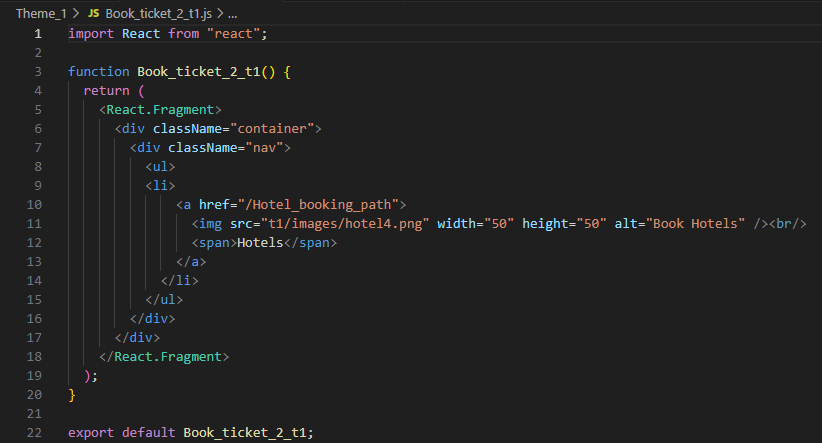 Theme_1 > JS Book_ticket_2_t1.js > ...
1 import React from "react";
2
3 function Book_ticket_2_t1() {
4   return (
5     <React.Fragment>
6       <div className="container">
7         <div className="nav">
8           <ul>
9           <li>
10              <a href="/Hotel_booking_path">
11                <img src="t1/images/hotel4.png" width="50" height="50" alt="Book Hotels" /><br/>
12                <span>Hotels</span>
13              </a>
14            </li>
15          </ul>
16        </div>
17      </div>
18    </React.Fragment>
19  );
20 }
21
22 export default Book_ticket_2_t1;